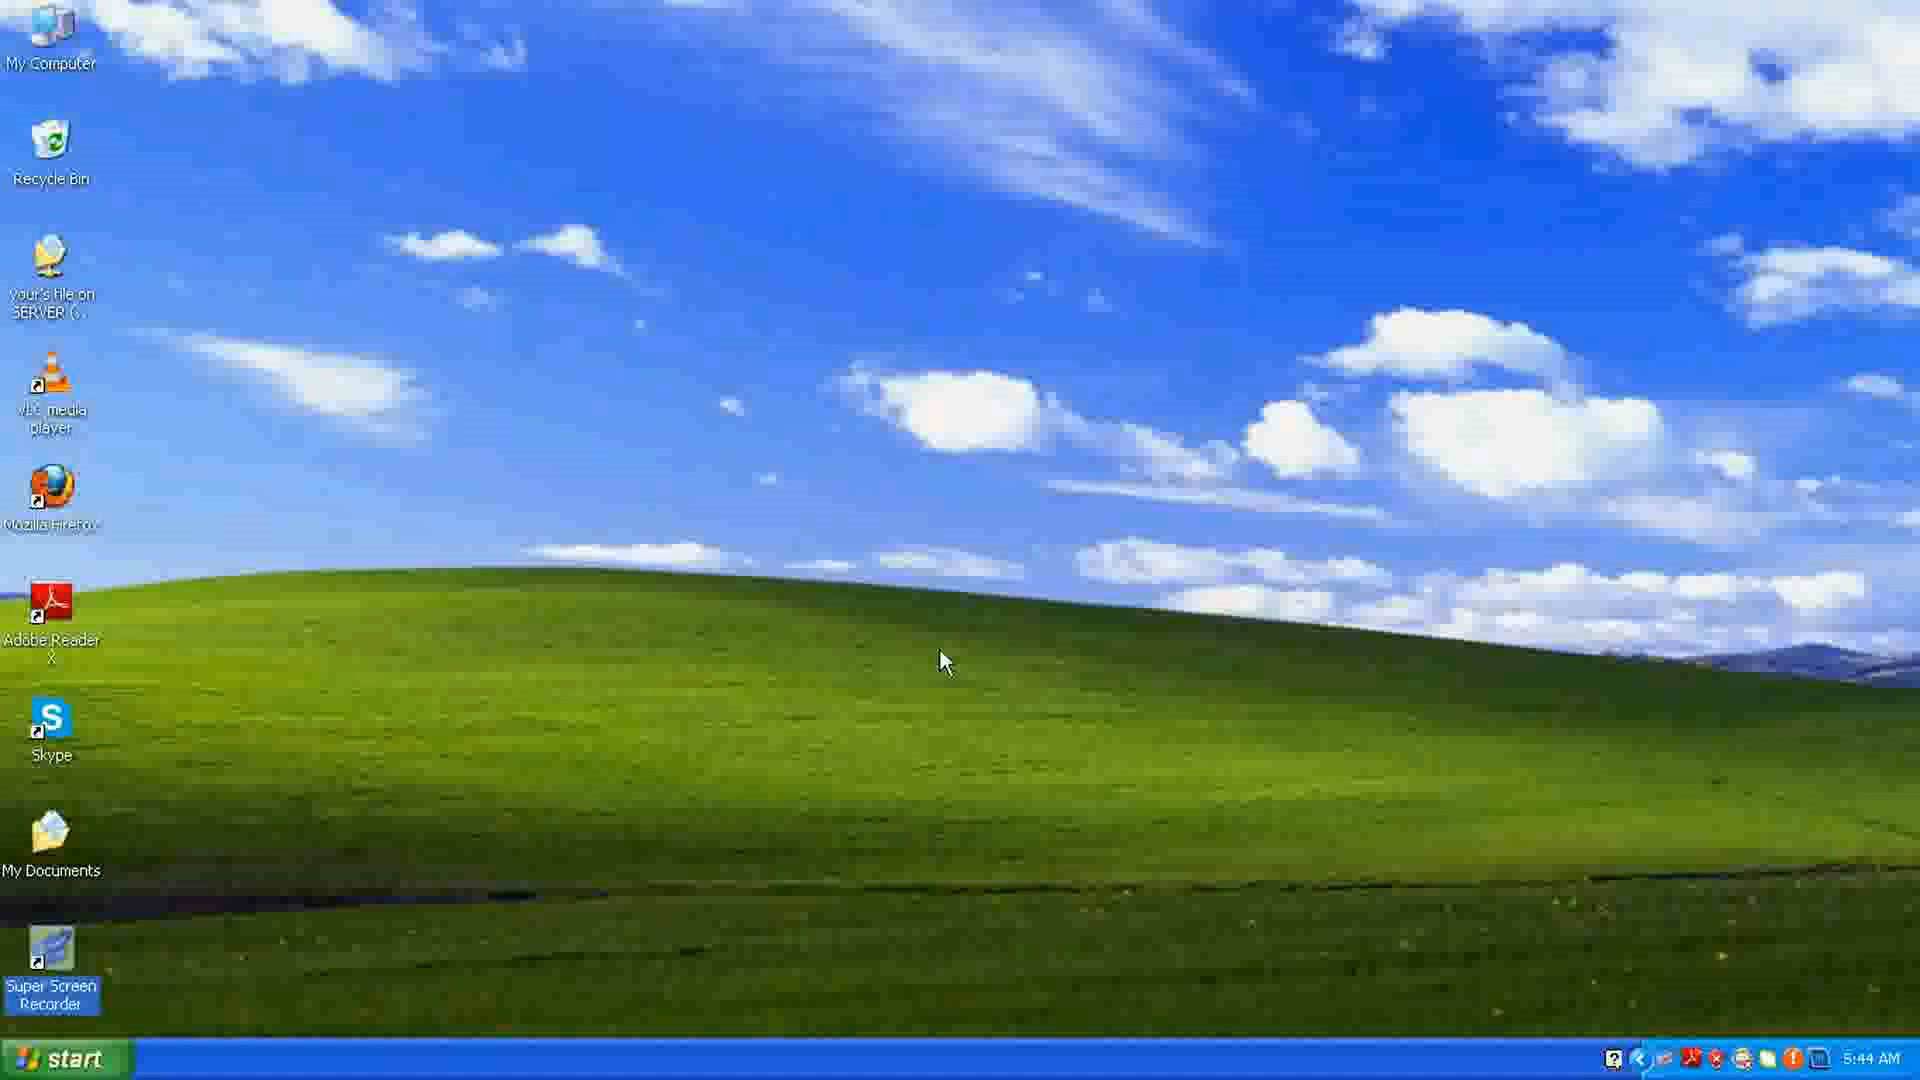 My Computer
Recycle Bin
your's file on
SERVER (...
VLC media
player
Mozilla Firefox
Adobe Reader
X
S
Skype
My Documents
Super Screen
Recorder
start
?
5:44 AM